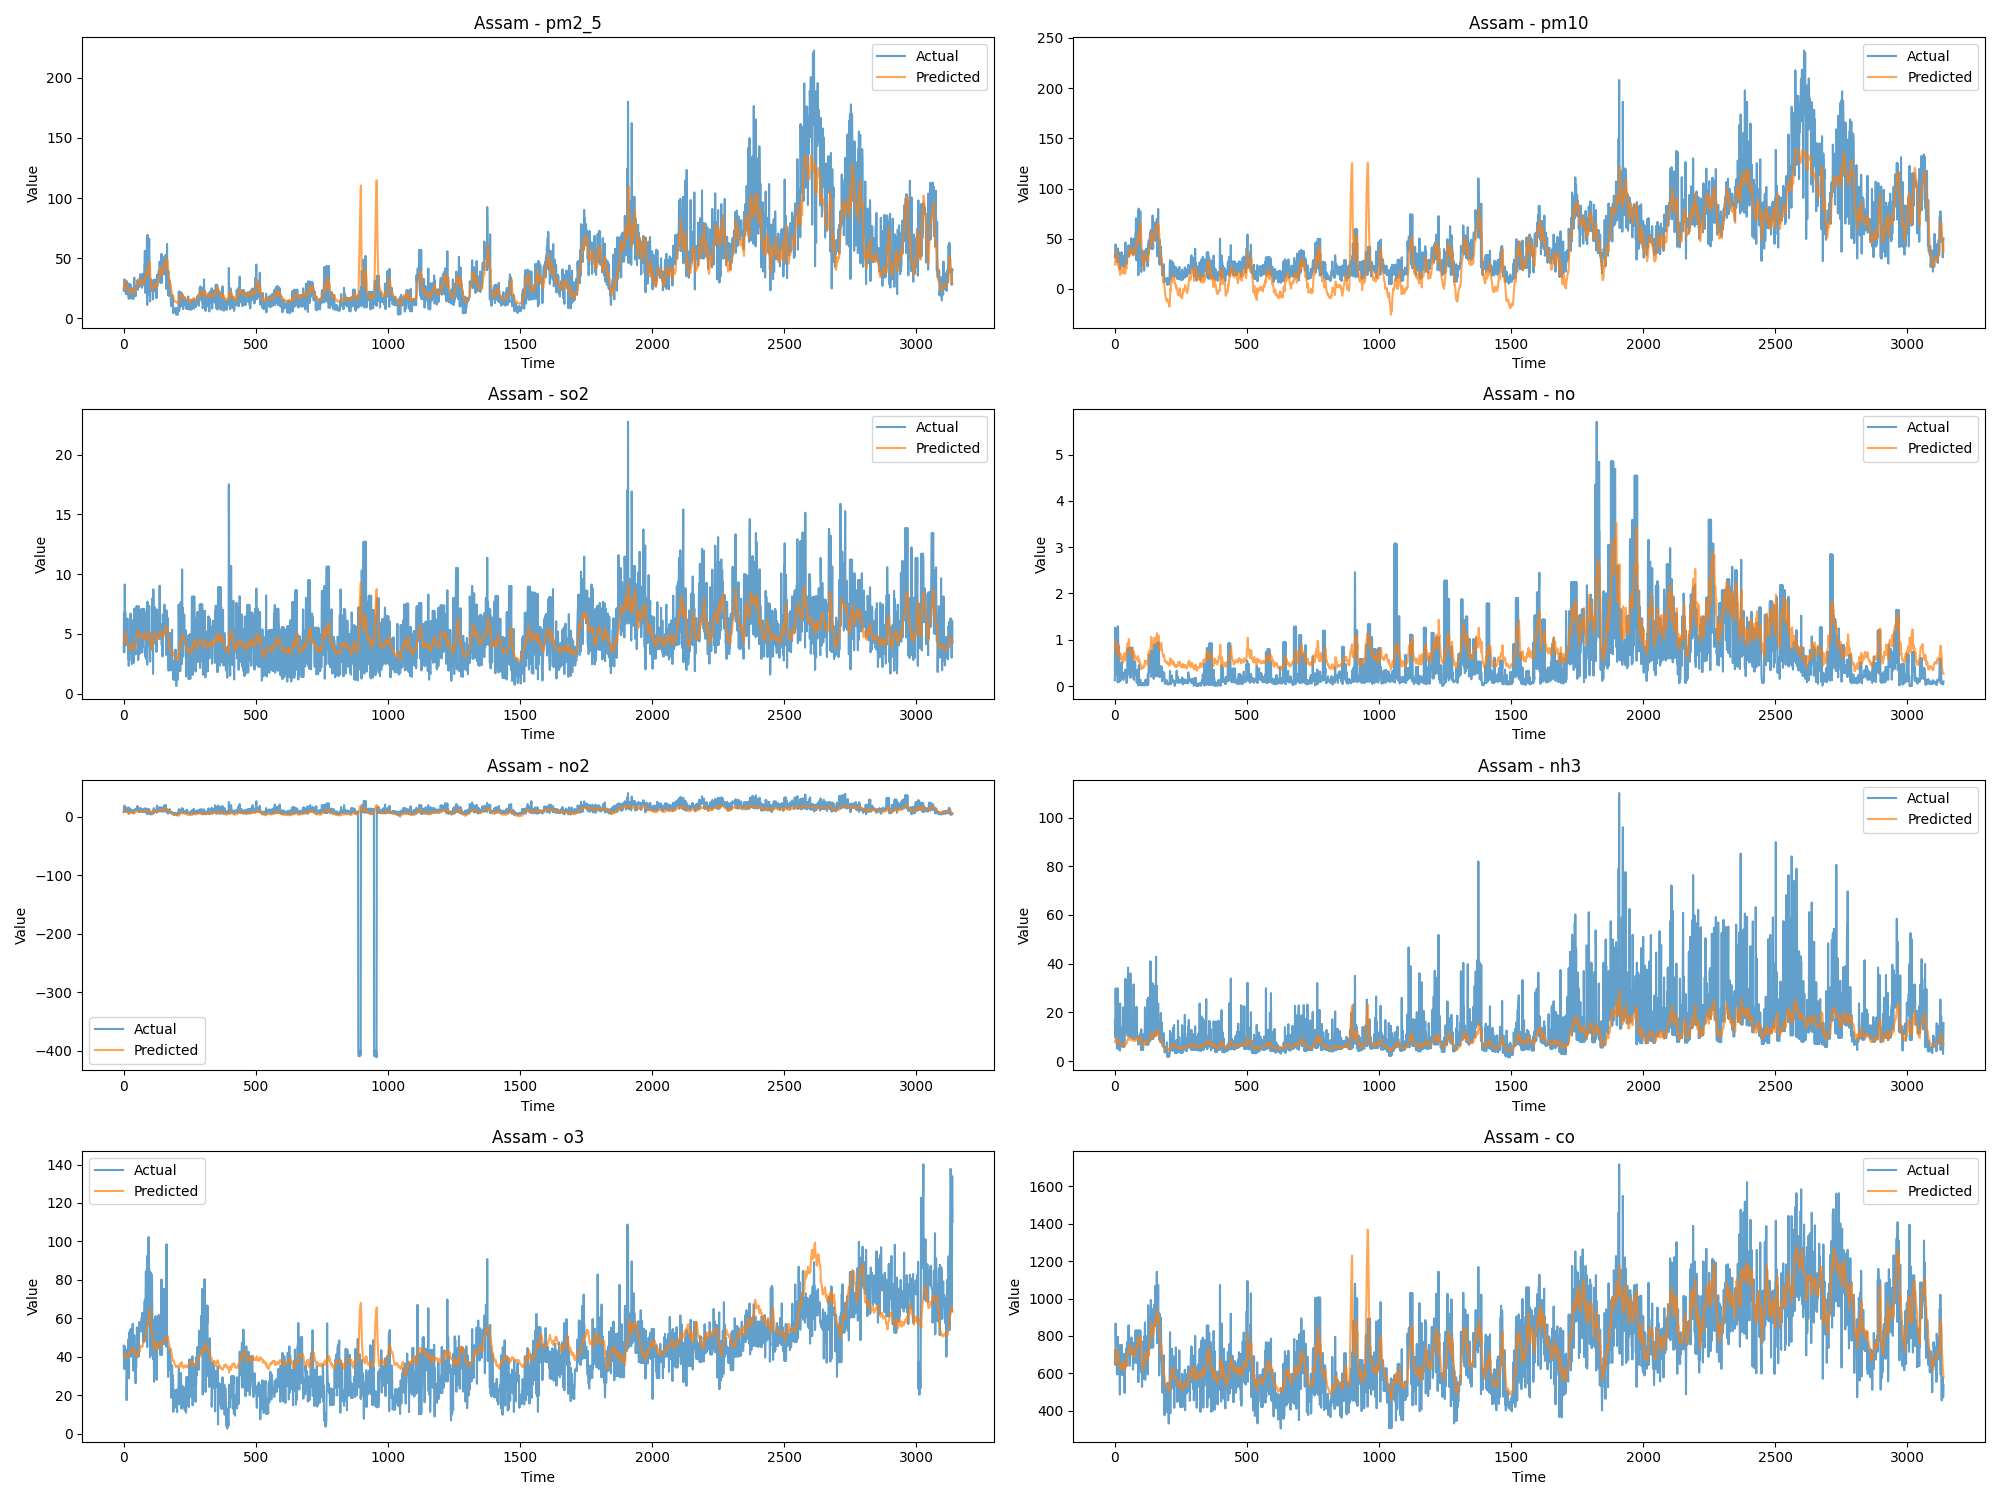 Assam - pm2_5
Value
200
150
100
50
0
Actual
Predicted
0 500 1000 1500 2000 2500 3000
Time
Assam - pm10
Value
250
200
150
100
50
0
Actual
Predicted
0 500 1000 1500 2000 2500 3000
Time
Assam - so2
Value
20
15
10
5
0
Actual
Predicted
0 500 1000 1500 2000 2500 3000
Time
Assam - no
Value
5
4
3
2
1
0
Actual
Predicted
0 500 1000 1500 2000 2500 3000
Time
Assam - no2
Value
0
−100
−200
−300
−400
Actual
Predicted
0 500 1000 1500 2000 2500 3000
Time
Assam - nh3
Value
100
80
60
40
20
0
Actual
Predicted
0 500 1000 1500 2000 2500 3000
Time
Assam - o3
Value
140
120
100
80
60
40
20
0
Actual
Predicted
0 500 1000 1500 2000 2500 3000
Time
Assam - co
Value
1600
1400
1200
1000
800
600
400
Actual
Predicted
0 500 1000 1500 2000 2500 3000
Time